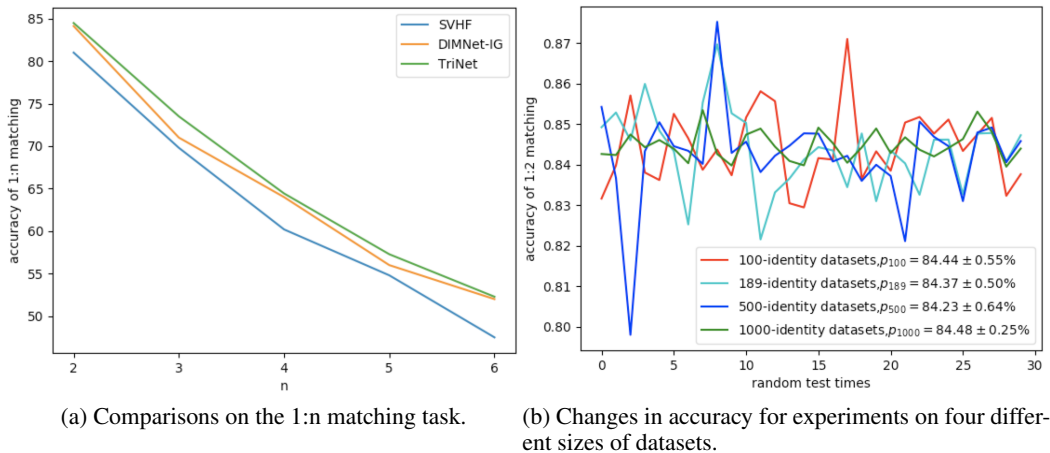 85
80
75
70
65
60
55
50
accuracy of 1:n matching
2
3
4
5
6
n
SVHF
DIMNet-IG
TriNet
(a) Comparisons on the 1:n matching task.
0.87
0.86
0.85
0.84
0.83
0.82
0.81
0.80
accuracy of 1:2 matching
0
5
10
15
20
25
30
random test times
100-identity datasets,p100 = 84.44 ± 0.55%
189-identity datasets,p189 = 84.37 ± 0.50%
500-identity datasets,p500 = 84.23 ± 0.64%
1000-identity datasets,p1000 = 84.48 ± 0.25%
(b) Changes in accuracy for experiments on four differ-
ent sizes of datasets.